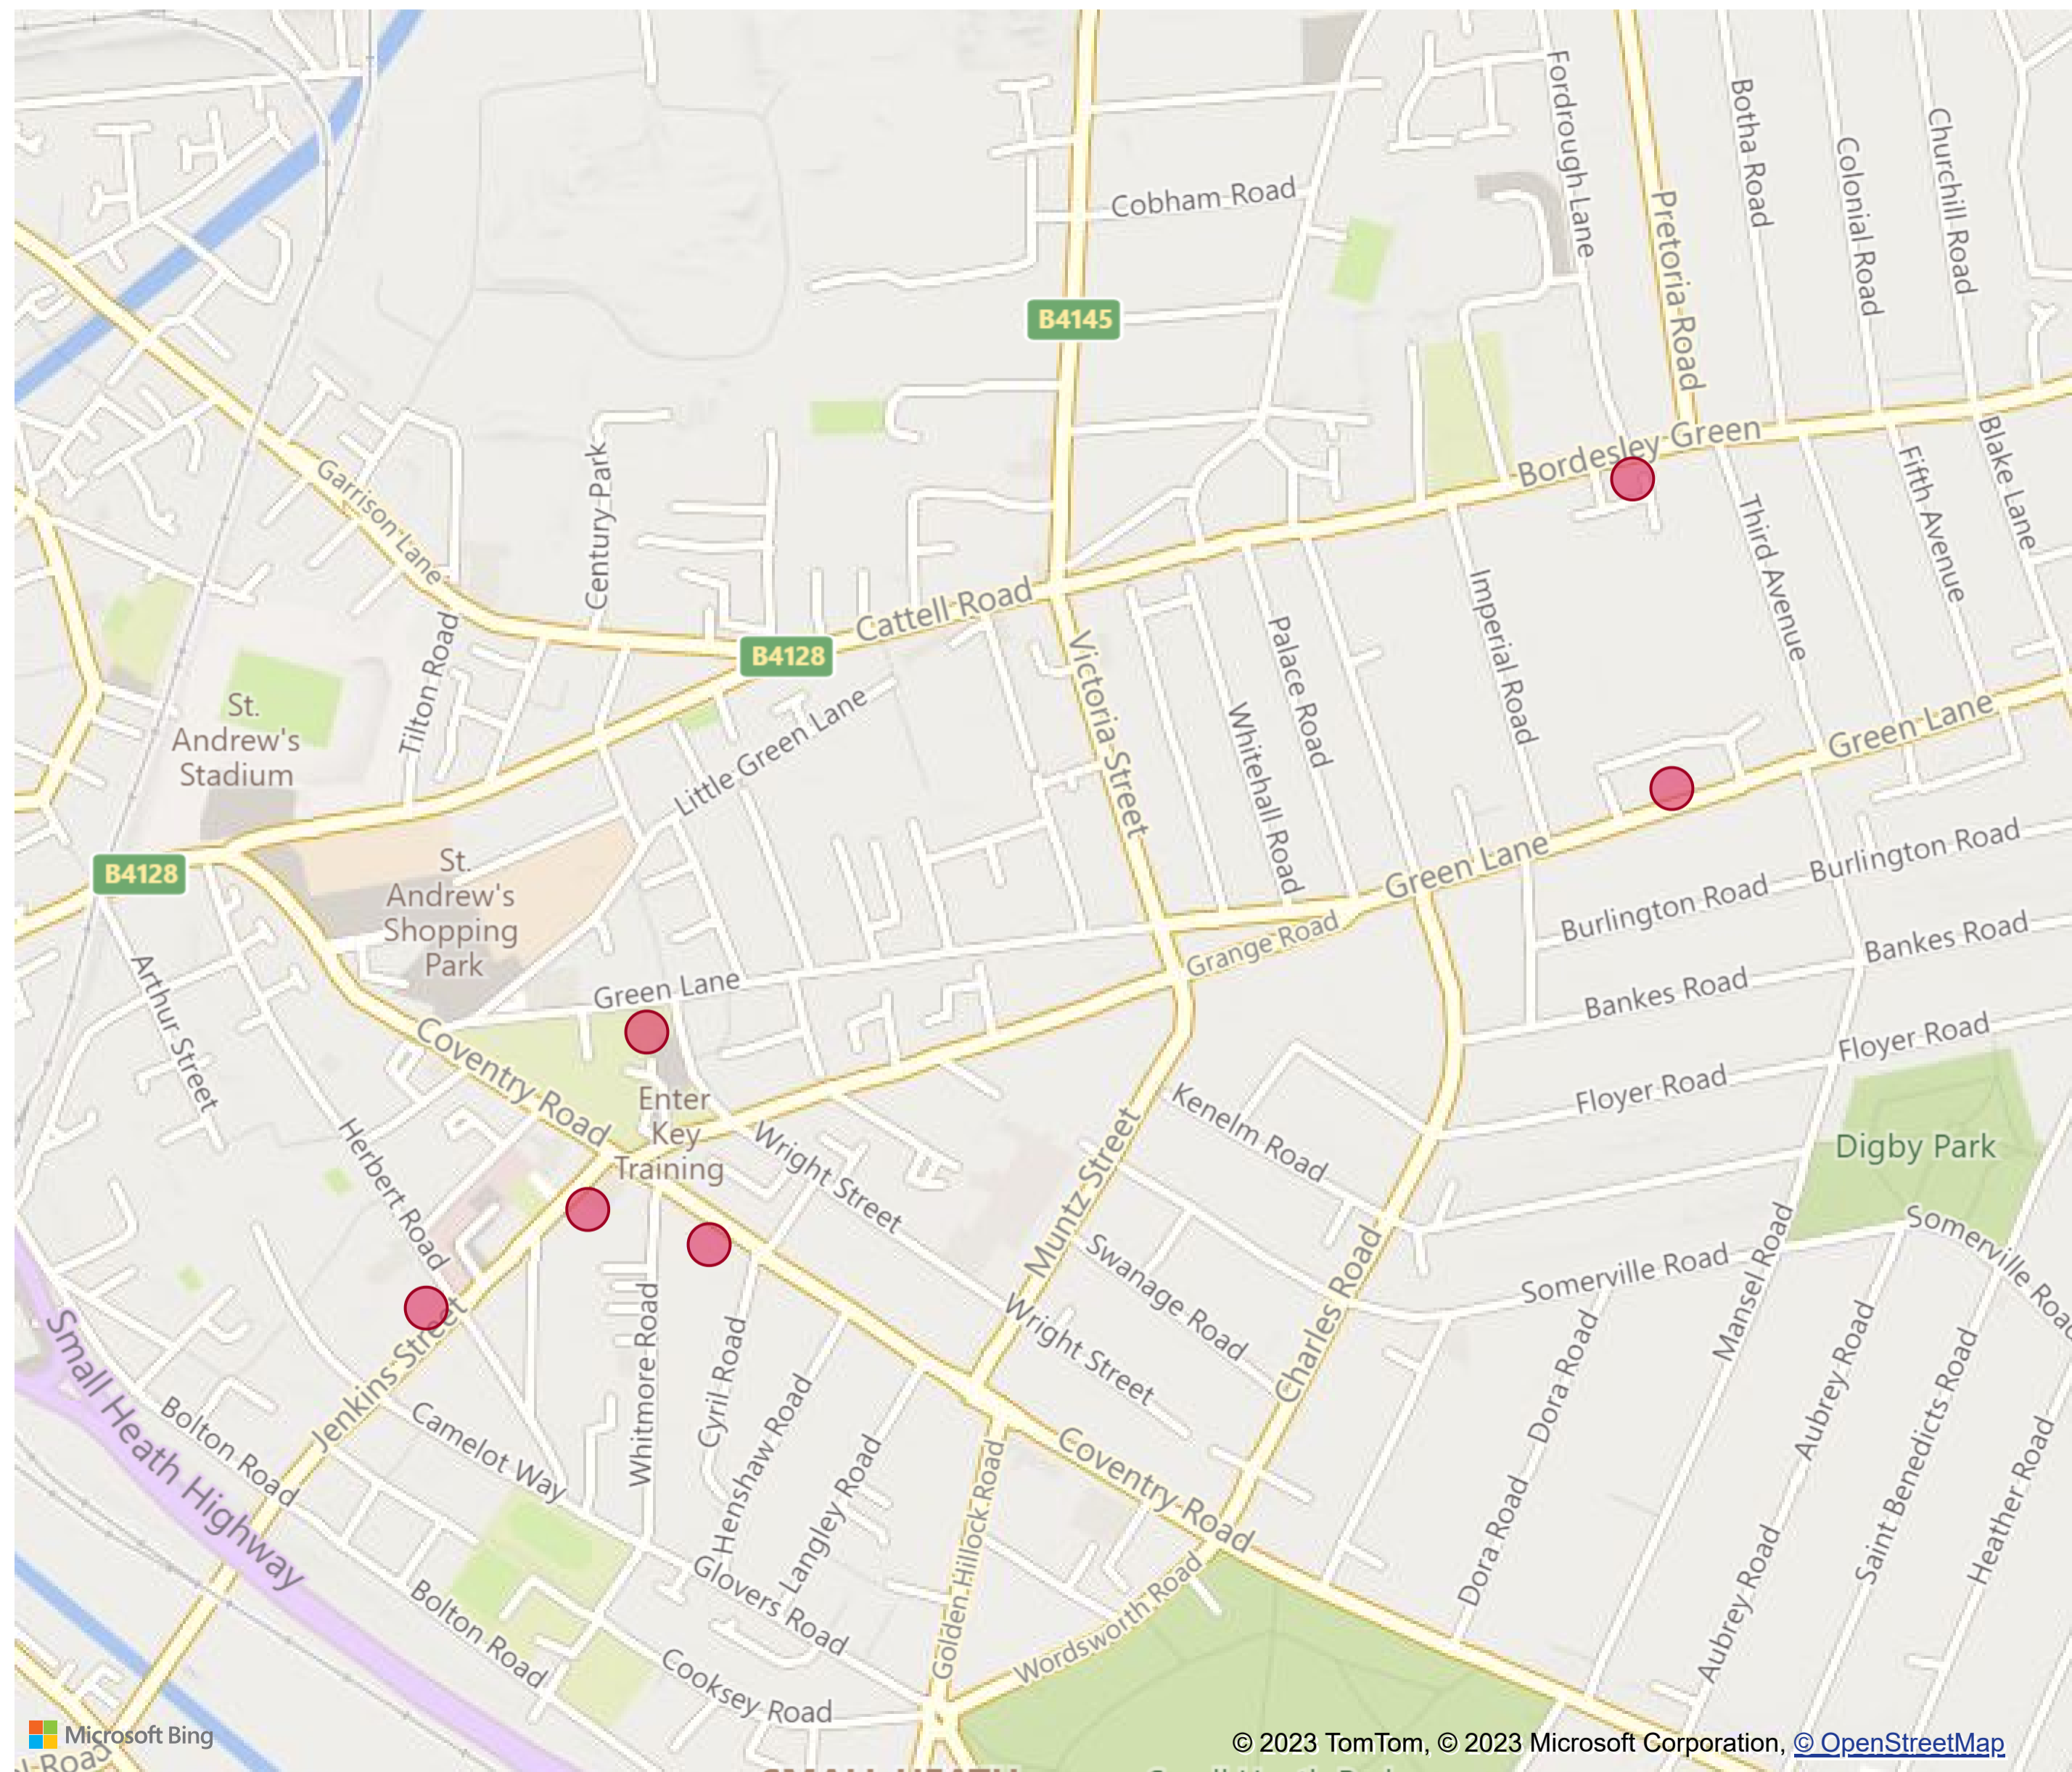 Fordrough-Lane
Botha Road
Colonial Road
Churchill Road
Cobham-Road
Pretoria-Road
B4145
Bordesley-Green
Blake Lane
Fifth-Avenue
Garrison Lane
Century-Park
Third-Avenue
Cattell Road
B4128
Tilton-Road
Victoria-Street
Palace-Road
Imperial-Road
St.
Andrew's
Stadium
Little Green Lane
Whitehall-Road
Green Lane
B4128
St.
Andrew's
Shopping
Park
Green Lane
Burlington Road
Burlington Road
Arthur Street
Green Lane
Grange Road
Bankes Road
Bankes Road
Coventry Road
Floyer Road
Floyer Road
Enter
Key
Training
Kenelm Road
Digby Park
Herbert Road
Wright Street
Muntz Street
Swanage Road
Somerville Road
Mansel-Road
Somerville Road
Small Heath Highway
Jenkins Street
Whitmore-Road
Cyril-Road
Henshaw-Road
Wright Street
Charles Road
Dora-Road
Aubrey Road
Saint Benedicts Road
Heather Road
Bolton Road
Camelot Way
Langley Road
Golden-Hillock-Road
Coventry-Road
Dora Road
Aubrey Road
Bolton Road
Glovers Road
Wordsworth Road
Cooksey Road
Microsoft Bing
© 2023 TomTom, © 2023 Microsoft Corporation, © OpenStreetMap